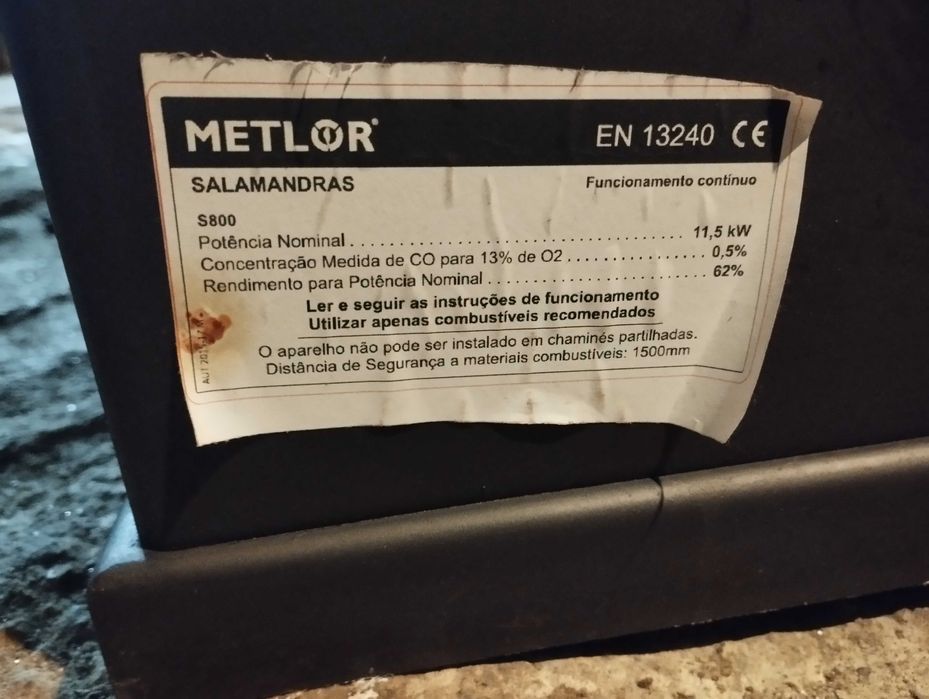 METLOR®
EN 13240 CE
SALAMANDRAS
Funcionamento contínuo
S800
Potência Nominal . . . . . . . . . . . . . . . . . . . . . . . . . . . . . . . . . . . . 11,5 kW
Concentração Medida de CO para 13% de O2 . . . . . . . . . . . . . . . 0,5%
Rendimento para Potência Nominal . . . . . . . . . . . . . . . . . . . . . . . . 62%
Ler e seguir as instruções de funcionamento
Utilizar apenas combustíveis recomendados
O aparelho não pode ser instalado em chaminés partilhadas.
Distância de Segurança a materiais combustíveis: 1500mm